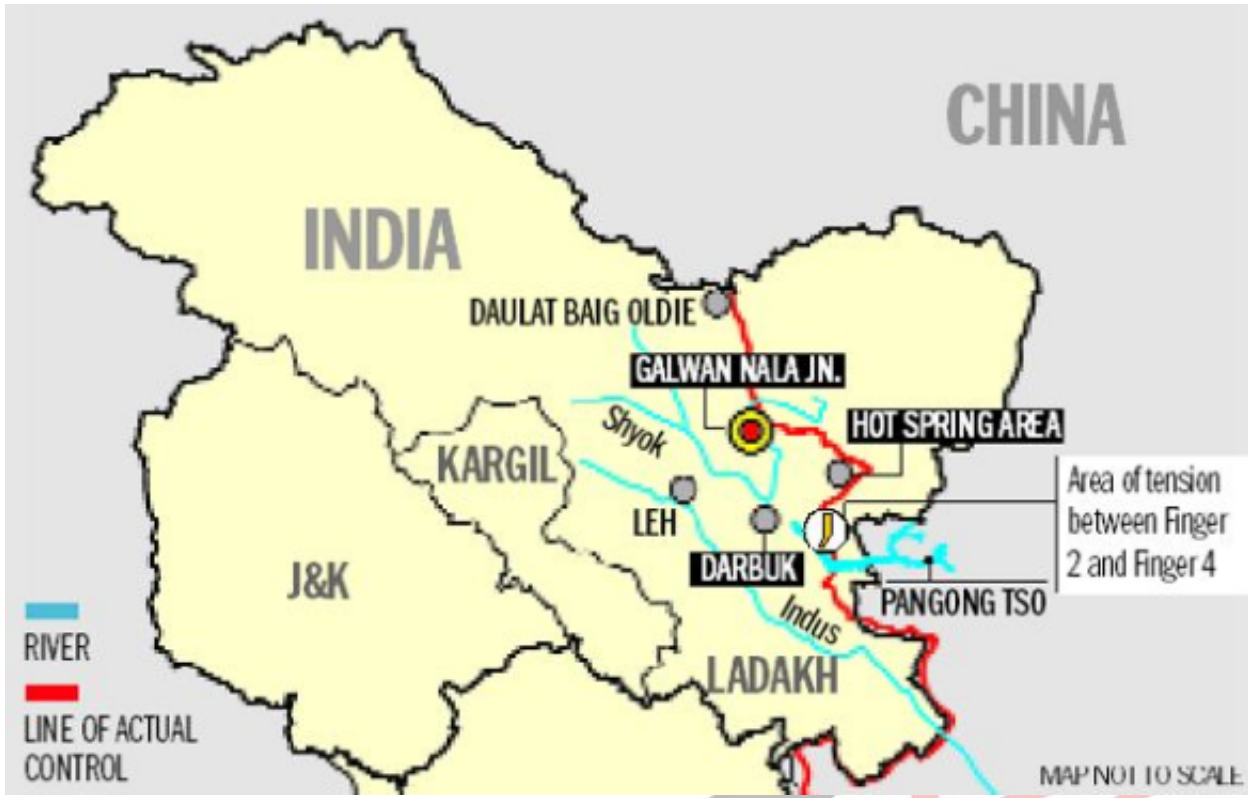 CHINA
INDIA
DAULAT BAIG OLDIE
GALWAN NALA JN.
HOT SPRING AREA
Shyok
KARGIL
Area of tension
between Finger
2 and Finger 4
LEH
DARBUK
J&K
PANGONG TSO
Indus
LADAKH
RIVER
LINE OF ACTUAL
CONTROL
MAP NOT TO SCALE